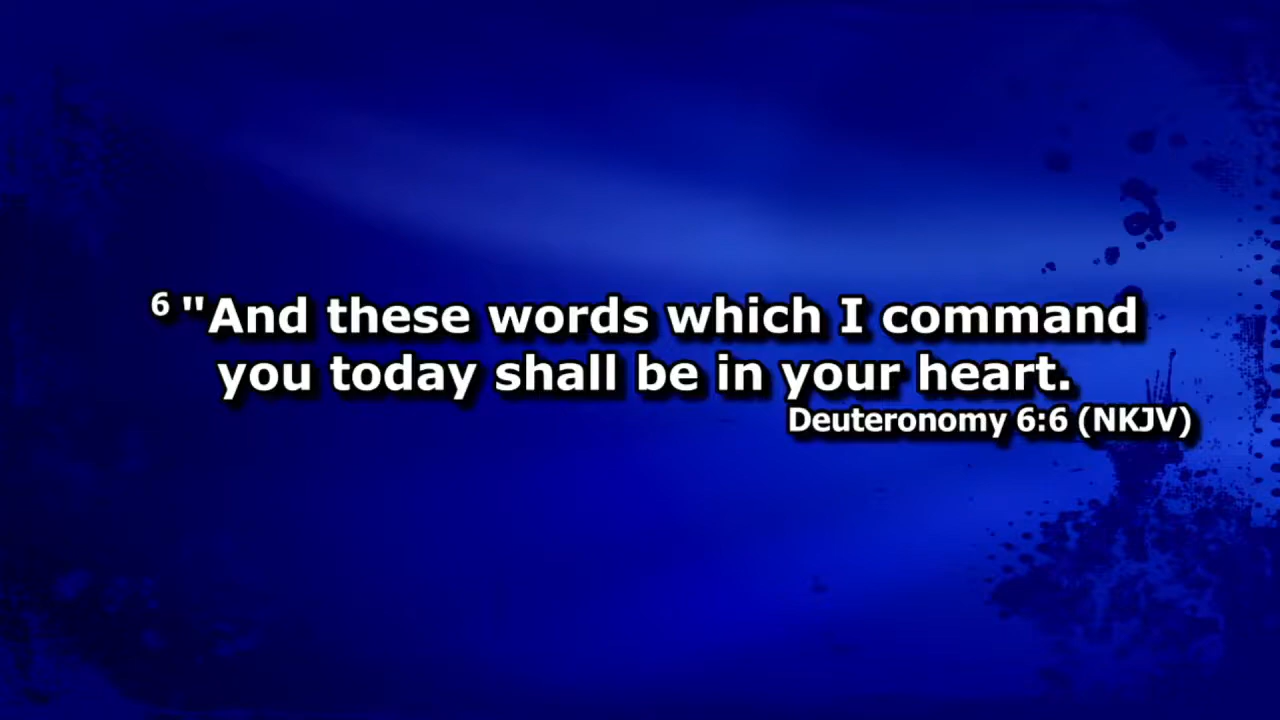 6 "And these words which I command
you today shall be in your heart.
Deuteronomy 6:6 (NKJV)